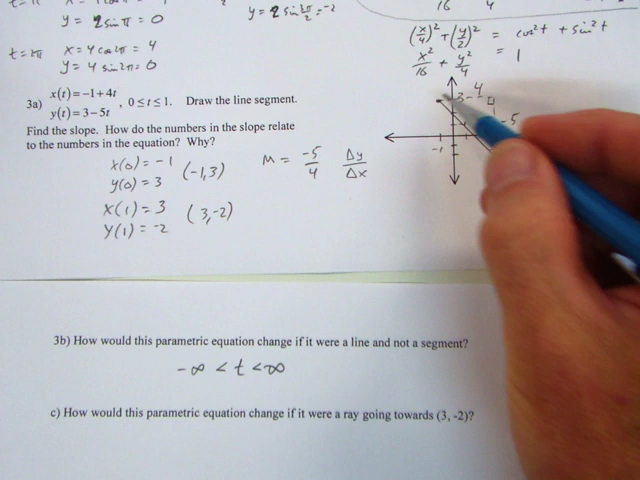 y = 2 sin π = 0
y = 2 sin 3π/2 = -2
16 4
(x/4)² + (y/2)² = cos²t + sin²t
t = 2π x = 4 cos 2π = 4
y = 4 sin 2π = 0
x²/16 + y²/4 = 1
3a) x(t) = −1 + 4t
y(t) = 3 − 5t , 0 ≤ t ≤ 1. Draw the line segment.
3 4
-5
-1
Find the slope. How do the numbers in the slope relate
to the numbers in the equation? Why?
x(0) = -1
y(0) = 3 (-1,3)
m = -5/4 Δy/Δx
x(1) = 3
y(1) = -2 (3,-2)
3b) How would this parametric equation change if it were a line and not a segment?
-∞ < t < ∞
c) How would this parametric equation change if it were a ray going towards (3, -2)?